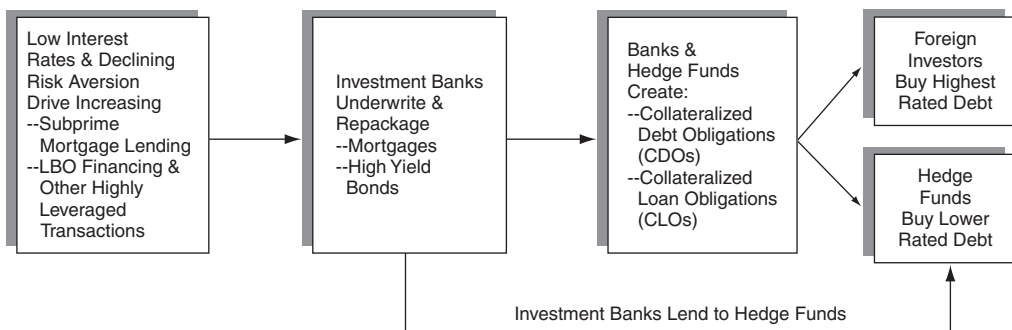 Low Interest
Rates & Declining
Risk Aversion
Drive Increasing
--Subprime
Mortgage Lending
--LBO Financing &
Other Highly
Leveraged
Transactions
Investment Banks
Underwrite &
Repackage
--Mortgages
--High Yield
Bonds
Banks &
Hedge Funds
Create:
--Collateralized
Debt Obligations
(CDOs)
--Collateralized
Loan Obligations
(CLOs)
Foreign
Investors
Buy Highest
Rated Debt
Hedge
Funds
Buy Lower
Rated Debt
Investment Banks Lend to Hedge Funds